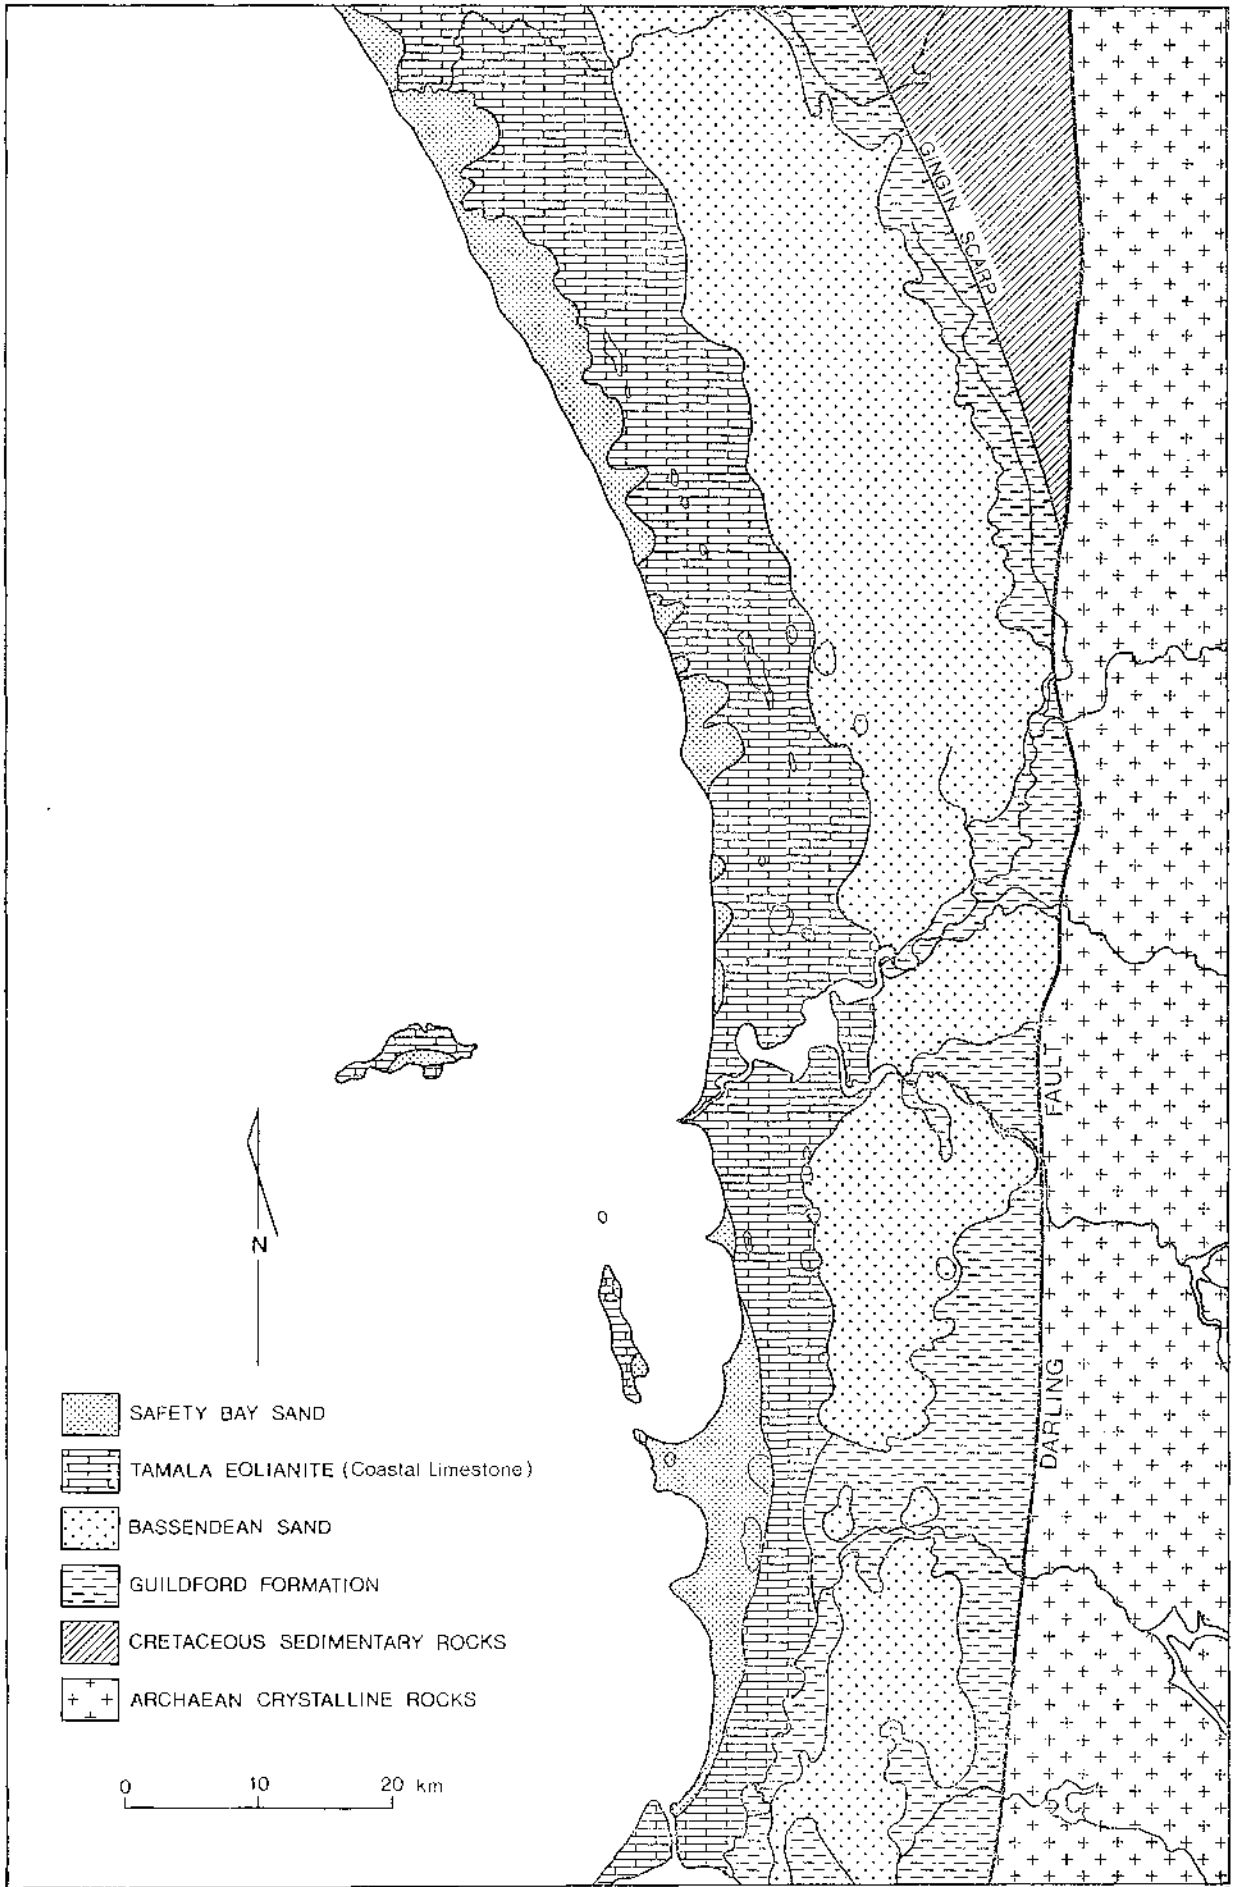 GINGIN SCARP
FAULT
DARLING
N
SAFETY BAY SAND
TAMALA EOLIANITE (Coastal Limestone)
BASSENDEAN SAND
GUILDFORD FORMATION
CRETACEOUS SEDIMENTARY ROCKS
ARCHAEAN CRYSTALLINE ROCKS
0 10 20 km